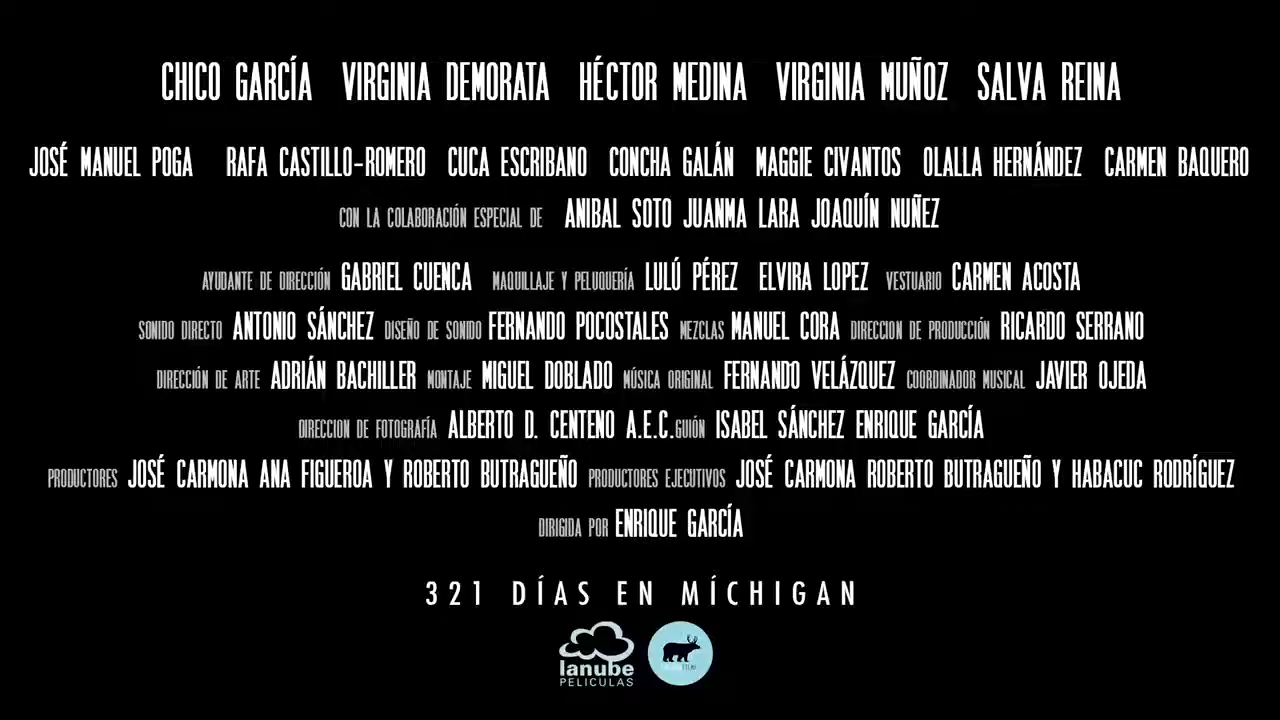 CHICO GARCÍA VIRGINIA DEMORATA HÉCTOR MEDINA VIRGINIA MUÑOZ SALVA REINA
JOSÉ MANUEL POGA RAFA CASTILLO-ROMERO CUCA ESCRIBANO CONCHA GALÁN MAGGIE CIVANTOS OLALLA HERNÁNDEZ CARMEN BAQUERO
CON LA COLABORACIÓN ESPECIAL DE ANIBAL SOTO JUANMA LARA JOAQUÍN NUÑEZ
AYUDANTE DE DIRECCIÓN GABRIEL CUENCA MAQUILLAJE Y PELUQUERÍA LULÚ PÉREZ ELVIRA LOPEZ VESTUARIO CARMEN ACOSTA
SONIDO DIRECTO ANTONIO SÁNCHEZ DISEÑO DE SONIDO FERNANDO POCOSTALES MEZCLAS MANUEL CORA DIRECCION DE PRODUCCIÓN RICARDO SERRANO
DIRECCIÓN DE ARTE ADRIÁN BACHILLER MONTAJE MIGUEL DOBLADO MÚSICA ORIGINAL FERNANDO VELÁZQUEZ COORDINADOR MUSICAL JAVIER OJEDA
DIRECCION DE FOTOGRAFÍA ALBERTO D. CENTENO A.E.C. GUIÓN ISABEL SÁNCHEZ ENRIQUE GARCÍA
PRODUCTORES JOSÉ CARMONA ANA FIGUEROA Y ROBERTO BUTRAGUEÑO PRODUCTORES EJECUTIVOS JOSÉ CARMONA ROBERTO BUTRAGUEÑO Y HABACUC RODRÍGUEZ
DIRIGIDA POR ENRIQUE GARCÍA
321 DÍAS EN MÍCHIGAN
lanube
PELICULAS